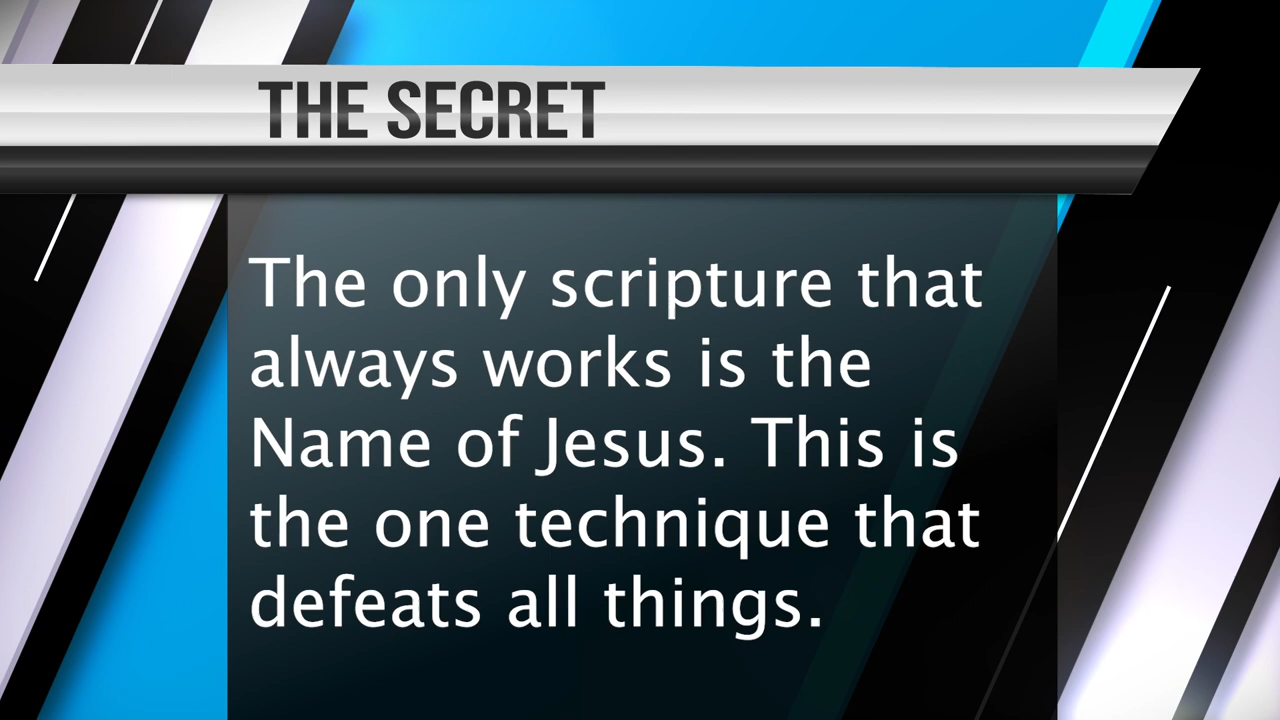 THE SECRET
The only scripture that
always works is the
Name of Jesus. This is
the one technique that
defeats all things.